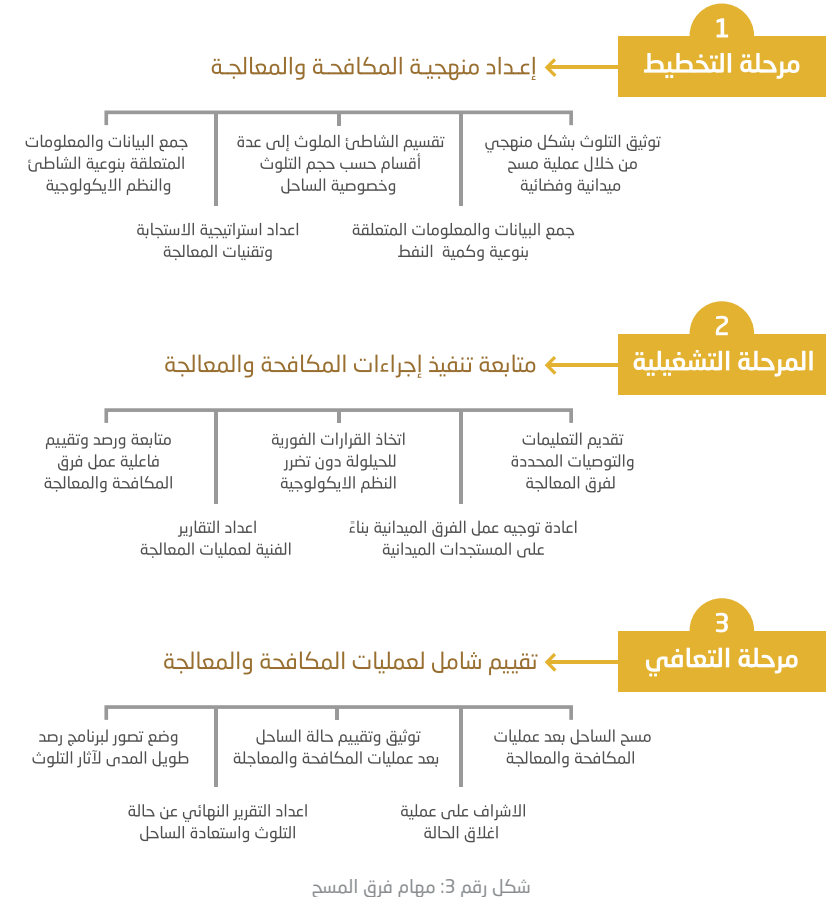 1
مرحلة التخطيط
إعـداد منهجيـة المكافحـة والمعالجـة
توثيق التلوث بشكل منهجي
من خلال عملية مسح
ميدانية وفضائية
جمع البيانات والمعلومات المتعلقة
بنوعية وكمية النفط
تقسيم الشاطئ الملوث إلى عدة
أقسام حسب حجم التلوث
وخصوصية الساحل
اعداد استراتيجية الاستجابة
وتقنيات المعالجة
جمع البيانات والمعلومات
المتعلقة بنوعية الشاطئ
والنظم الايكولوجية
2
المرحلة التشغيلية
متابعة تنفيذ إجراءات المكافحة والمعالجة
تقديم التعليمات
والتوصيات المحددة
لفرق المعالجة
اعادة توجيه عمل الفرق الميدانية بناءً
على المستجدات الميدانية
اتخاذ القرارات الفورية
للحيلولة دون تضرر
النظم الايكولوجية
اعداد التقارير
الفنية لعمليات المعالجة
متابعة ورصد وتقييم
فاعلية عمل فرق
المكافحة والمعالجة
3
مرحلة التعافي
تقييم شامل لعمليات المكافحة والمعالجة
مسح الساحل بعد عمليات
المكافحة والمعالجة
الاشراف على عملية
اغلاق الحالة
توثيق وتقييم حالة الساحل
بعد عمليات المكافحة والمعاجلة
اعداد التقرير النهائي عن حالة
التلوث واستعادة الساحل
وضع تصور لبرنامج رصد
طويل المدى لآثار التلوث
شكل رقم 3: مهام فرق المسح